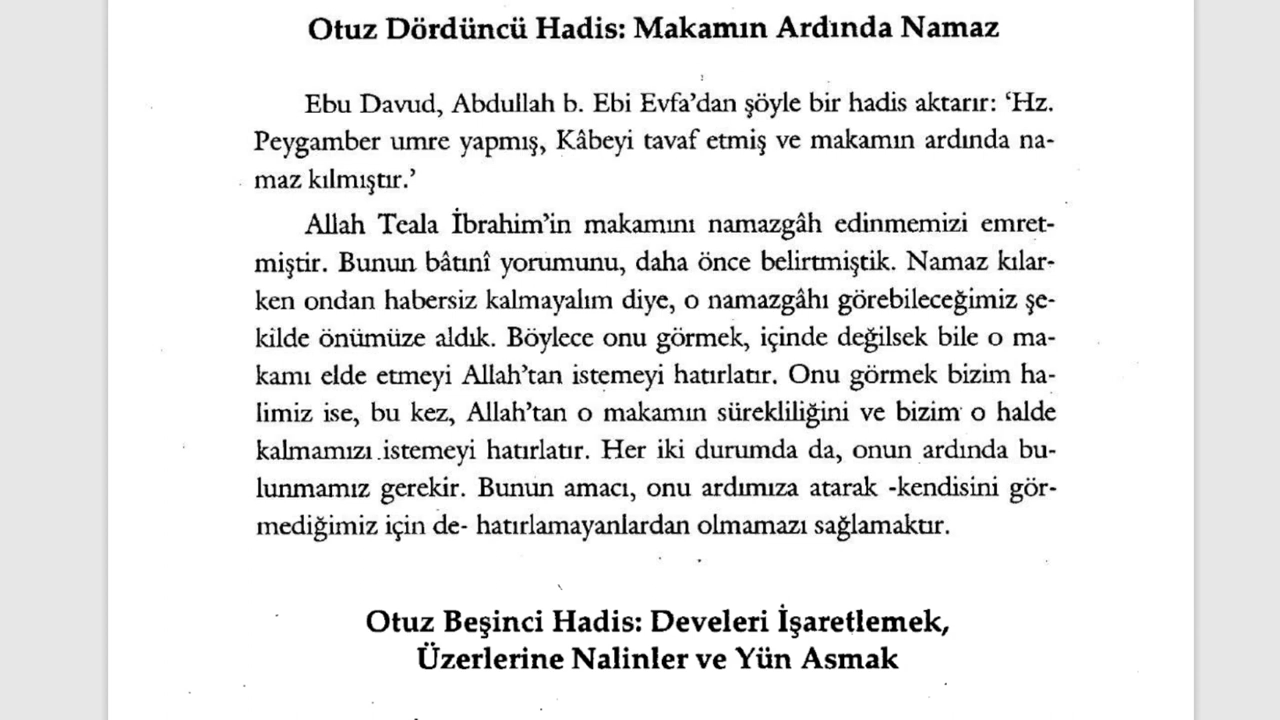 Otuz Dördüncü Hadis: Makamın Ardında Namaz
Ebu Davud, Abdullah b. Ebi Evfa'dan şöyle bir hadis aktarır: 'Hz.
Peygamber umre yapmış, Kâbeyi tavaf etmiş ve makamın ardında na-
maz kılmıştır.'
Allah Teala İbrahim'in makamını namazgâh edinmemizi emret-
miştir. Bunun bâtınî yorumunu, daha önce belirtmiştik. Namaz kılar-
ken ondan habersiz kalmayalım diye, o namazgâhı görebileceğimiz şe-
kilde önümüze aldık. Böylece onu görmek, içinde değilsek bile o ma-
kamı elde etmeyi Allah'tan istemeyi hatırlatır. Onu görmek bizim ha-
limiz ise, bu kez, Allah'tan o makamın sürekliliğini ve bizim o halde
kalmamızı istemeyi hatırlatır. Her iki durumda da, onun ardında bu-
lunmamız gerekir. Bunun amacı, onu ardımıza atarak -kendisini gör-
mediğimiz için de- hatırlamayanlardan olmamazı sağlamaktır.
Otuz Beşinci Hadis: Develeri İşaretlemek,
Üzerlerine Nalinler ve Yün Asmak